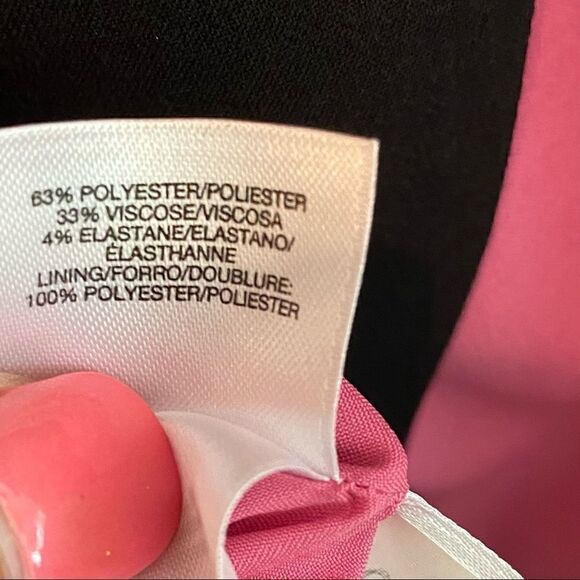 63% POLYESTER/POLIESTER
33% VISCOSE/VISCOSA
4% ELASTANE/ELASTANO/
ÉLASTHANNE
LINING/FORRO/DOUBLURE:
100% POLYESTER/POLIESTER